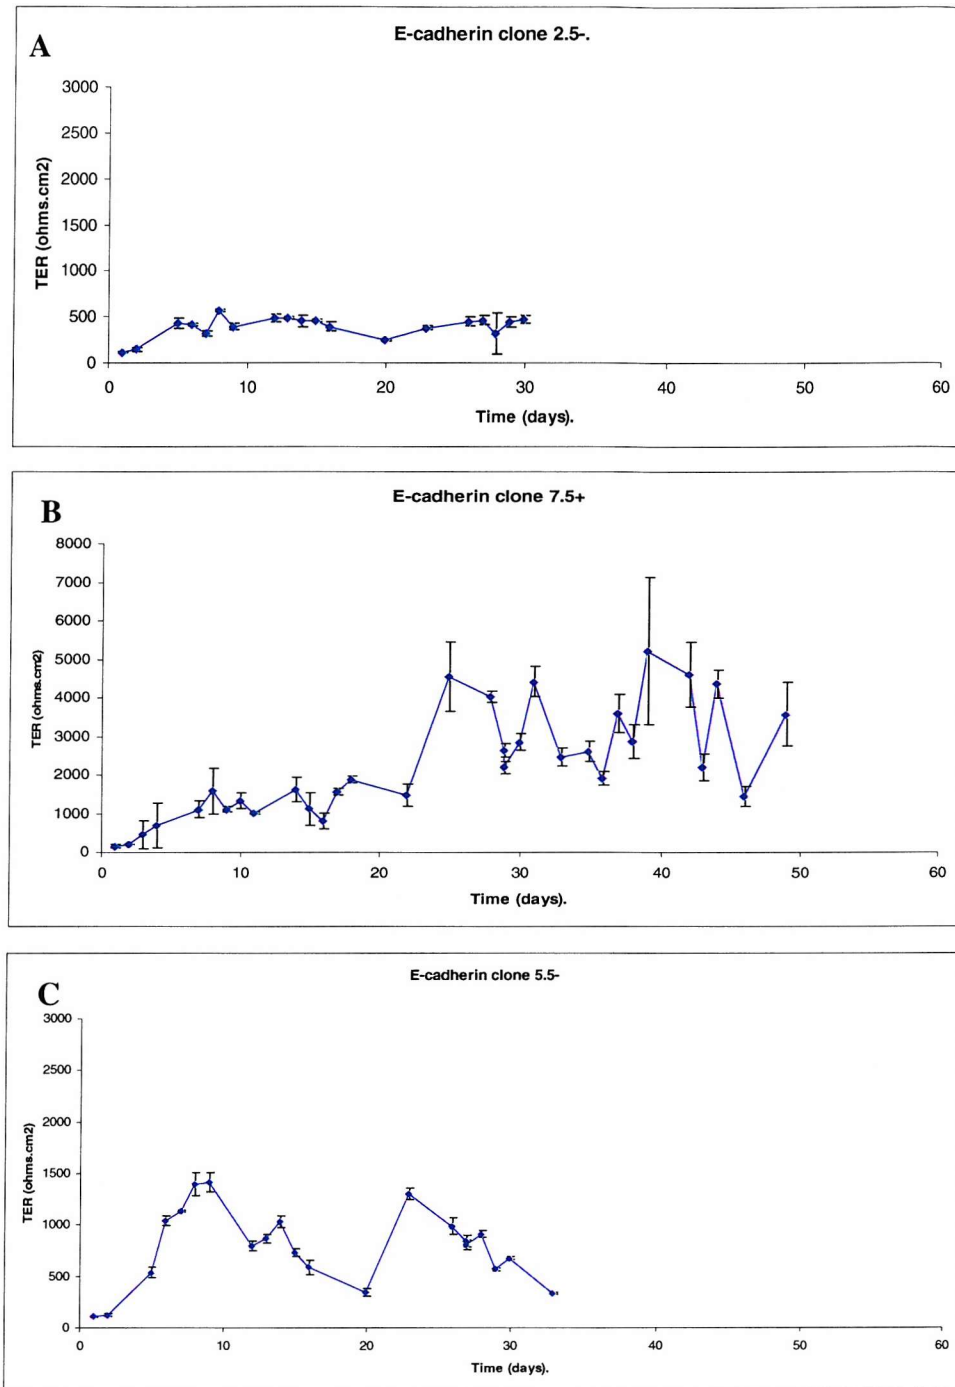 A
E-cadherin clone 2.5-.
3000
2500
2000
1500
1000
500
0
TER (ohms.cm2)
0 10 20 30 40 50 60
Time (days).
B
E-cadherin clone 7.5+
8000
7000
6000
5000
4000
3000
2000
1000
0
TER (ohms.cm2)
0 10 20 30 40 50 60
Time (days).
C
E-cadherin clone 5.5-
3000
2500
2000
1500
1000
500
0
TER (ohms.cm2)
0 10 20 30 40 50 60
Time (days).